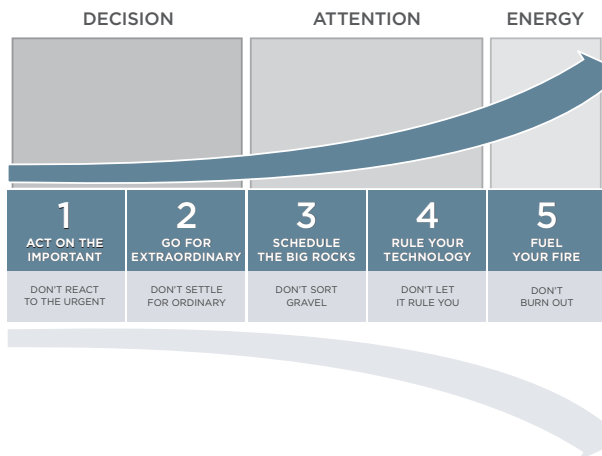 DECISION
ATTENTION
ENERGY
1
ACT ON THE
IMPORTANT
2
GO FOR
EXTRAORDINARY
3
SCHEDULE
THE BIG ROCKS
4
RULE YOUR
TECHNOLOGY
5
FUEL
YOUR FIRE
DON'T REACT
TO THE URGENT
DON'T SETTLE
FOR ORDINARY
DON'T SORT
GRAVEL
DON'T LET
IT RULE YOU
DON'T
BURN OUT